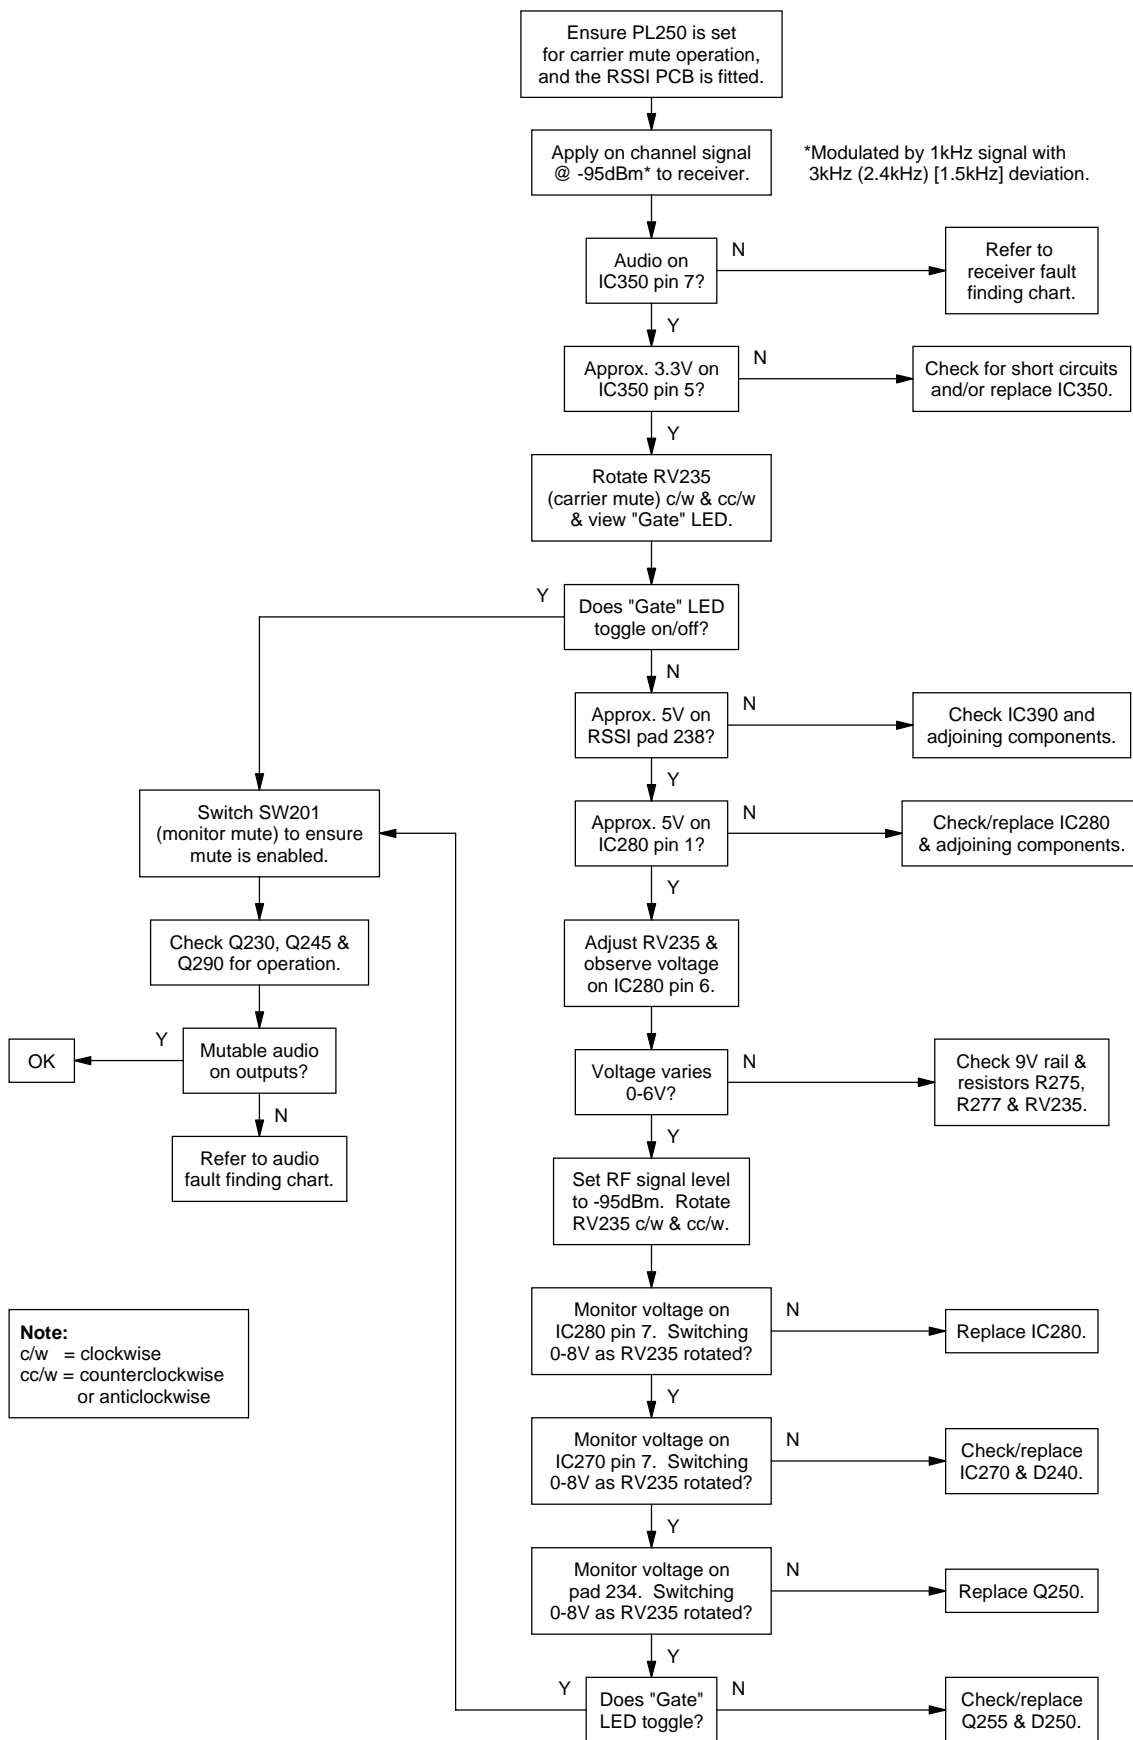 Ensure PL250 is set
for carrier mute operation,
and the RSSI PCB is fitted.
Apply on channel signal
@ -95dBm* to receiver.
*Modulated by 1kHz signal with
3kHz (2.4kHz) [1.5kHz] deviation.
Audio on
IC350 pin 7?
N
Refer to
receiver fault
finding chart.
Y
Approx. 3.3V on
IC350 pin 5?
N
Check for short circuits
and/or replace IC350.
Y
Rotate RV235
(carrier mute) c/w & cc/w
& view "Gate" LED.
Y
Does "Gate" LED
toggle on/off?
N
Approx. 5V on
RSSI pad 238?
N
Check IC390 and
adjoining components.
Y
Switch SW201
(monitor mute) to ensure
mute is enabled.
Approx. 5V on
IC280 pin 1?
N
Check/replace IC280
& adjoining components.
Y
Check Q230, Q245 &
Q290 for operation.
Adjust RV235 &
observe voltage
on IC280 pin 6.
OK
Y
Mutable audio
on outputs?
N
Refer to audio
fault finding chart.
Voltage varies
0-6V?
N
Check 9V rail &
resistors R275,
R277 & RV235.
Y
Set RF signal level
to -95dBm. Rotate
RV235 c/w & cc/w.
Note:
c/w = clockwise
cc/w = counterclockwise
or anticlockwise
Monitor voltage on
IC280 pin 7. Switching
0-8V as RV235 rotated?
N
Replace IC280.
Y
Monitor voltage on
IC270 pin 7. Switching
0-8V as RV235 rotated?
N
Check/replace
IC270 & D240.
Y
Monitor voltage on
pad 234. Switching
0-8V as RV235 rotated?
N
Replace Q250.
Y
Y
Does "Gate"
LED toggle?
N
Check/replace
Q255 & D250.